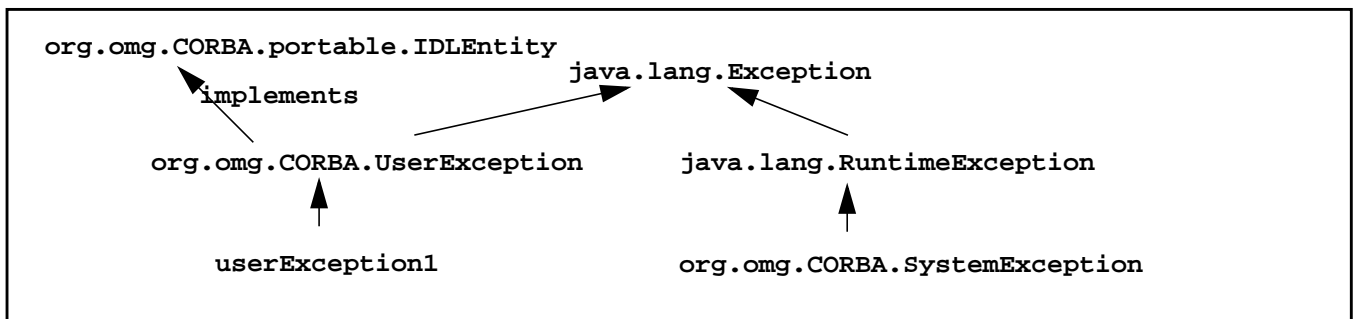 org.omg.CORBA.portable.IDLEntity
java.lang.Exception
implements
org.omg.CORBA.UserException
java.lang.RuntimeException
userException1
org.omg.CORBA.SystemException